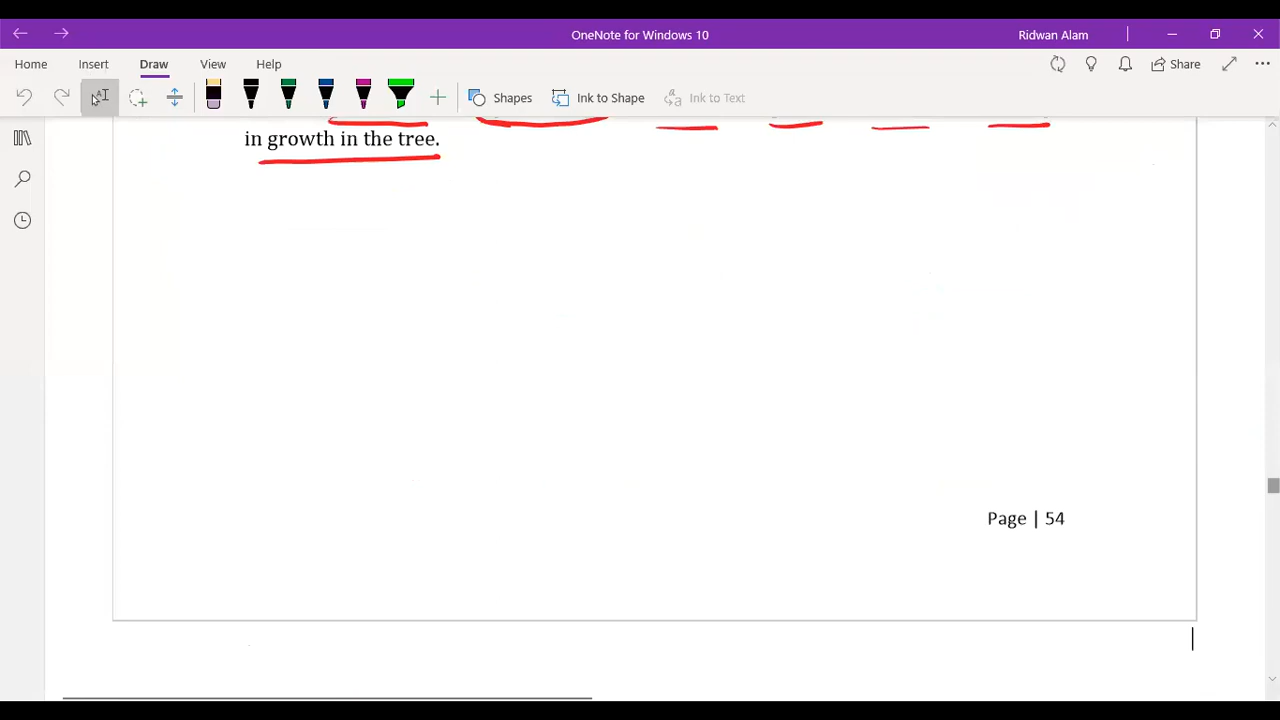 OneNote for Windows 10
Ridwan Alam
Home
Insert
Draw
View
Help
Share
Shapes
Ink to Shape
Ink to Text
in growth in the tree.
Page | 54